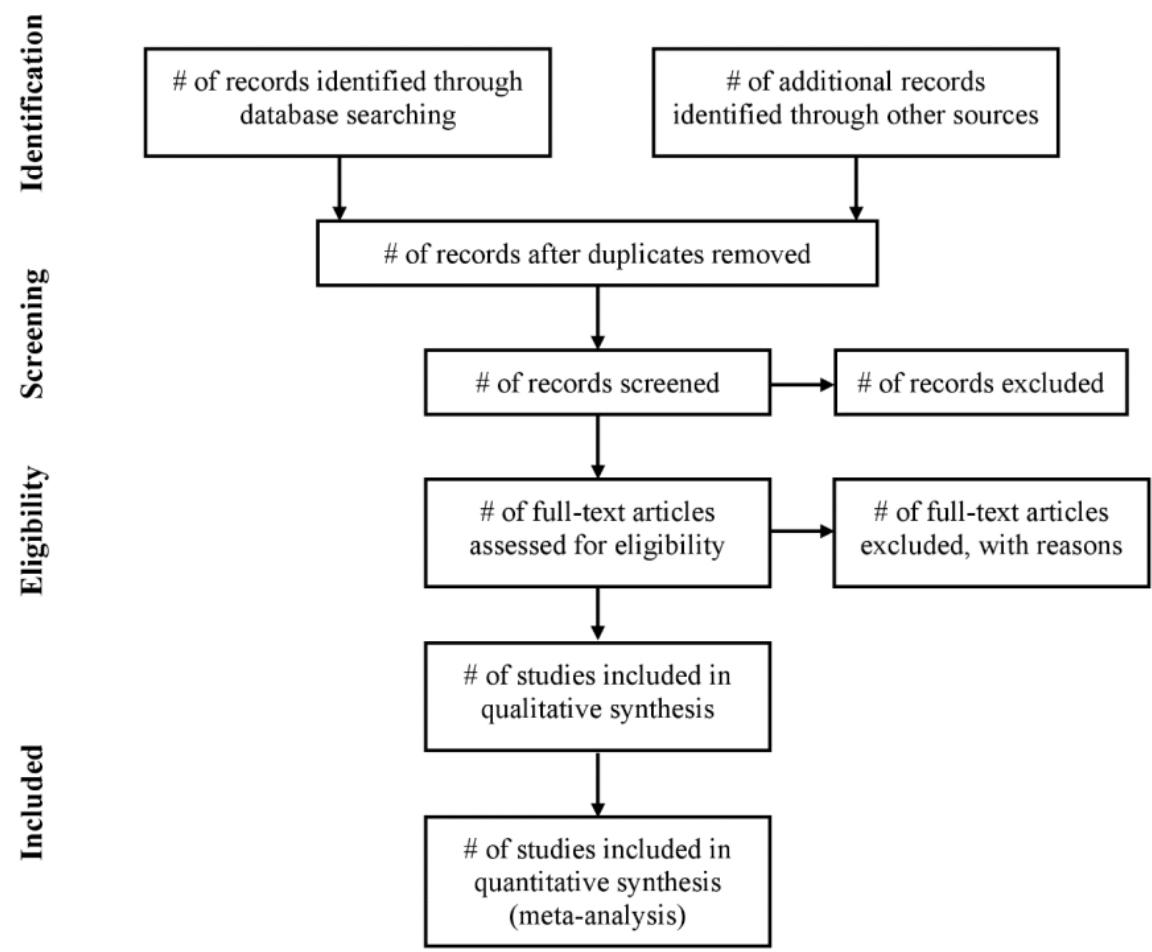 Identification
# of records identified through
database searching
# of additional records
identified through other sources
# of records after duplicates removed
Screening
# of records screened
# of records excluded
Eligibility
# of full-text articles
assessed for eligibility
# of full-text articles
excluded, with reasons
# of studies included in
qualitative synthesis
Included
# of studies included in
quantitative synthesis
(meta-analysis)